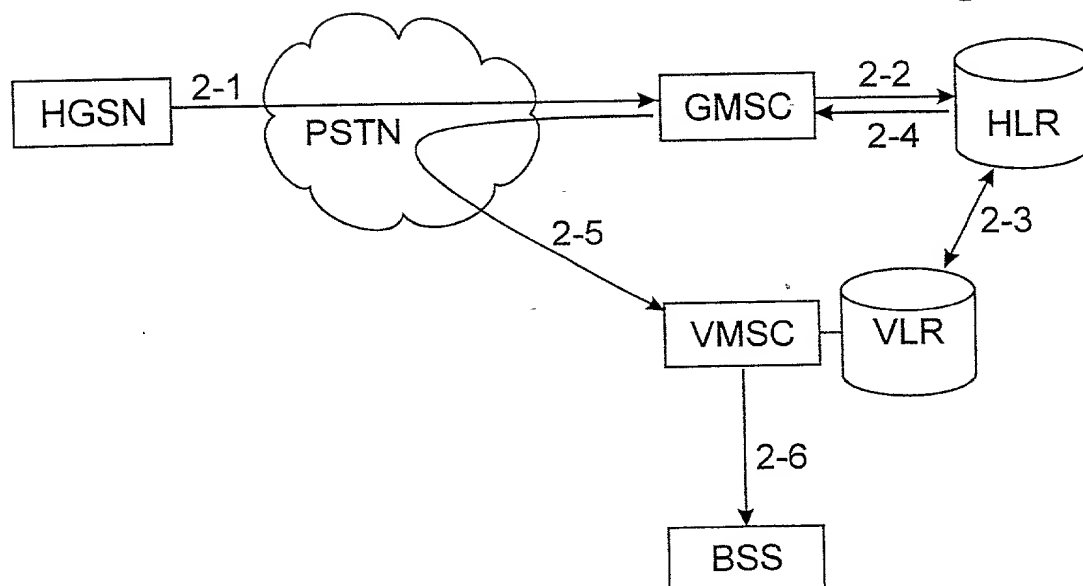 2-1
HGSN
PSTN
GMSC
2-2
2-4
HLR
2-3
2-5
VMSC
VLR
2-6
BSS